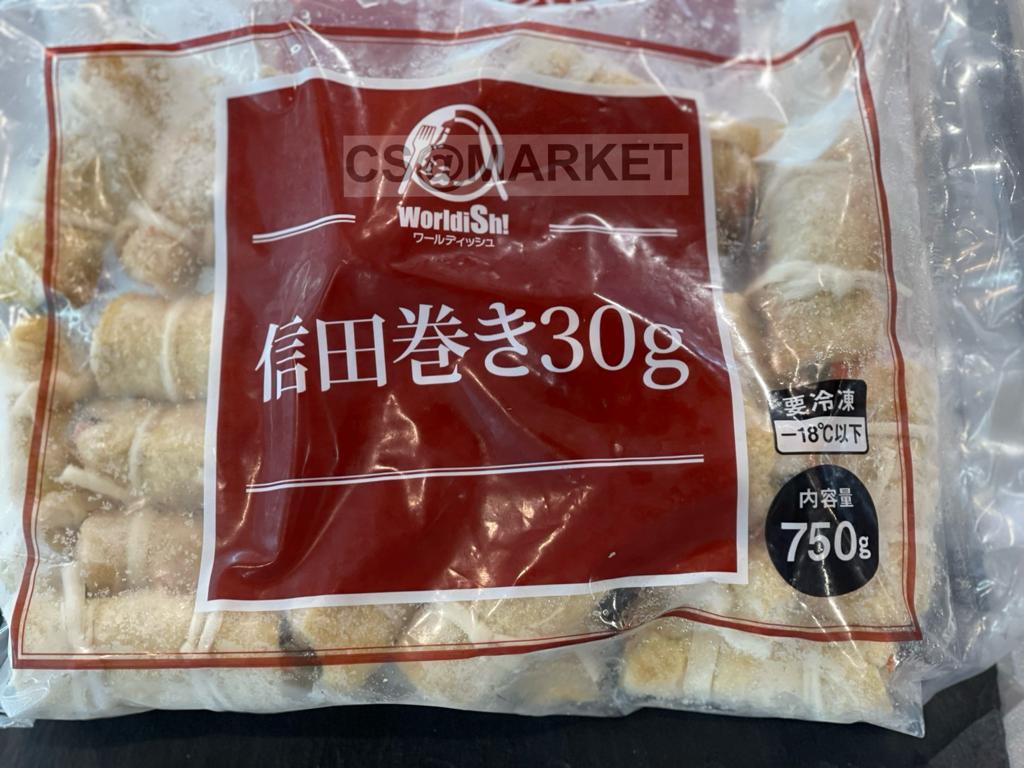 CS@MARKET
WorldiSh!
ワールディッシュ
信田巻き30g
要冷凍
-18℃以下
内容量
750g